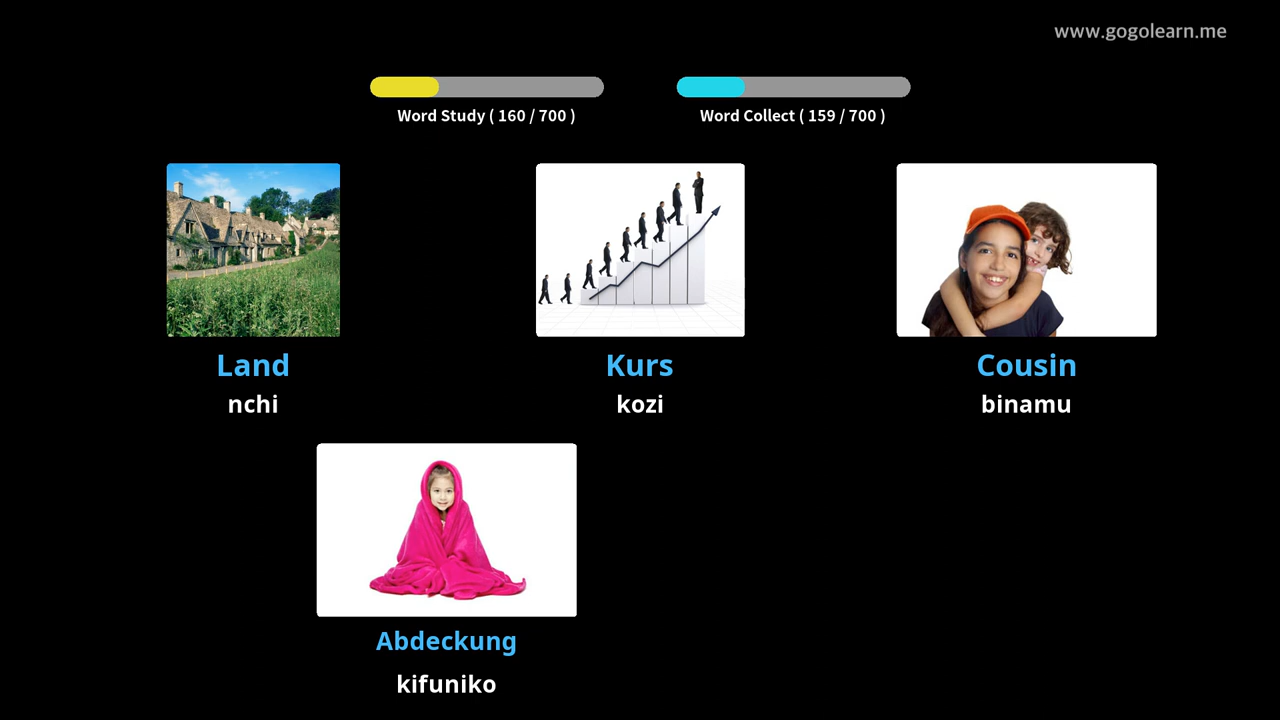 www.gogolearn.me
Word Study ( 160 / 700 )
Word Collect ( 159 / 700 )
Land
nchi
Kurs
kozi
Cousin
binamu
Abdeckung
kifuniko